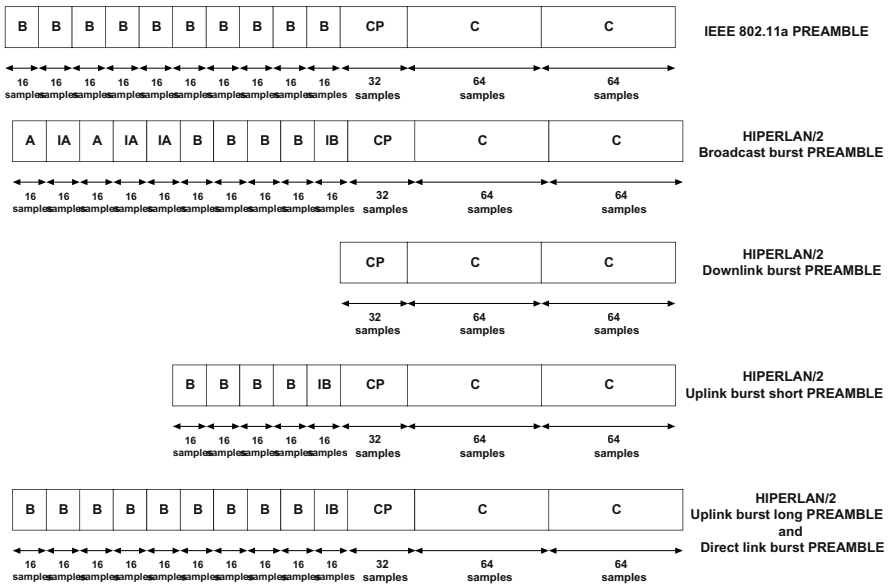 B B B B B B B B B B CP C C IEEE 802.11a PREAMBLE
16 16 16 16 16 16 16 16 16 16 32 64 64
samples samples samples samples samples samples samples samples samples samples samples samples samples
A IA A IA IA B B B B IB CP C C
HIPERLAN/2
Broadcast burst PREAMBLE
16 16 16 16 16 16 16 16 16 16 32 64 64
samples samples samples samples samples samples samples samples samples samples samples samples samples
CP C C
HIPERLAN/2
Downlink burst PREAMBLE
32 64 64
samples samples samples
B B B B IB CP C C
HIPERLAN/2
Uplink burst short PREAMBLE
16 16 16 16 16 32 64 64
samples samples samples samples samples samples samples samples
B B B B B B B B B IB CP C C
HIPERLAN/2
Uplink burst long PREAMBLE
and
Direct link burst PREAMBLE
16 16 16 16 16 16 16 16 16 16 32 64 64
samples samples samples samples samples samples samples samples samples samples samples samples samples